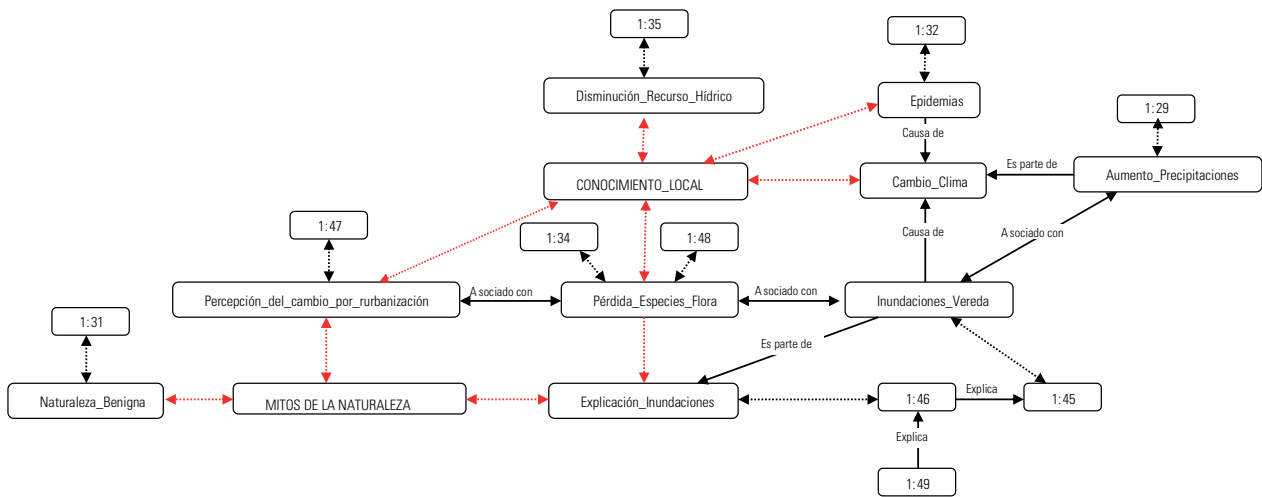 1:35
1:32
Disminución_Recurso_Hídrico
Epidemias
1:29
Causa de
Es parte de
CONOCIMIENTO_LOCAL
Cambio_Clima
Aumento_Precipitaciones
1:47
1:34
1:48
Causa de
A sociado con
Percepción_del_cambio_por_rurbanización
A sociado con
Pérdida_Especies_Flora
A sociado con
Inundaciones_Vereda
1:31
Es parte de
Naturaleza_Benigna
MITOS DE LA NATURALEZA
Explicación_Inundaciones
1:46
Explica
1:45
Explica
1:49